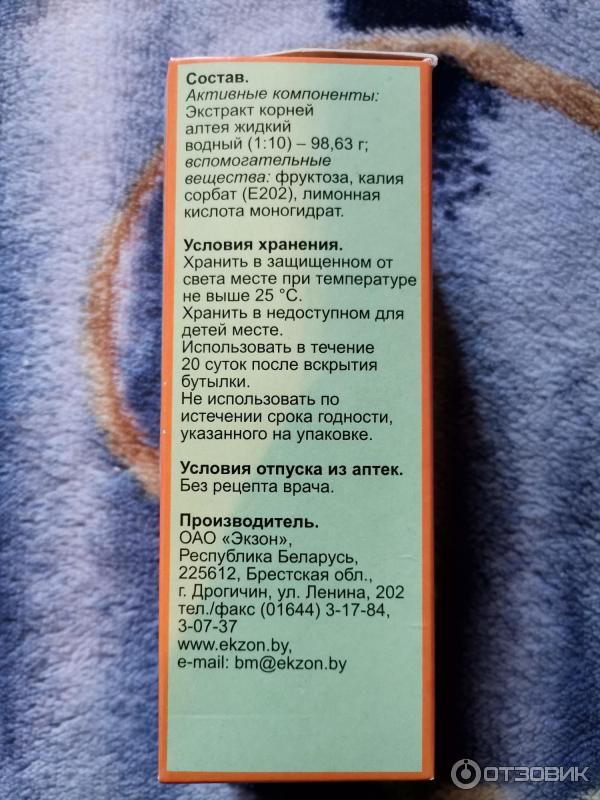 Состав.
Активные компоненты:
Экстракт корней
алтея жидкий
водный (1:10) – 98,63 г;
вспомогательные
вещества: фруктоза, калия
сорбат (Е202), лимонная
кислота моногидрат.
Условия хранения.
Хранить в защищенном от
света месте при температуре
не выше 25 °С.
Хранить в недоступном для
детей месте.
Использовать в течение
20 суток после вскрытия
бутылки.
Не использовать по
истечении срока годности,
указанного на упаковке.
Условия отпуска из аптек.
Без рецепта врача.
Производитель.
ОАО «Экзон»,
Республика Беларусь,
225612, Брестская обл.,
г. Дрогичин, ул. Ленина, 202
тел./факс (01644) 3-17-84,
3-07-37
www.ekzon.by,
e-mail: bm@ekzon.by
ОТЗОВИК